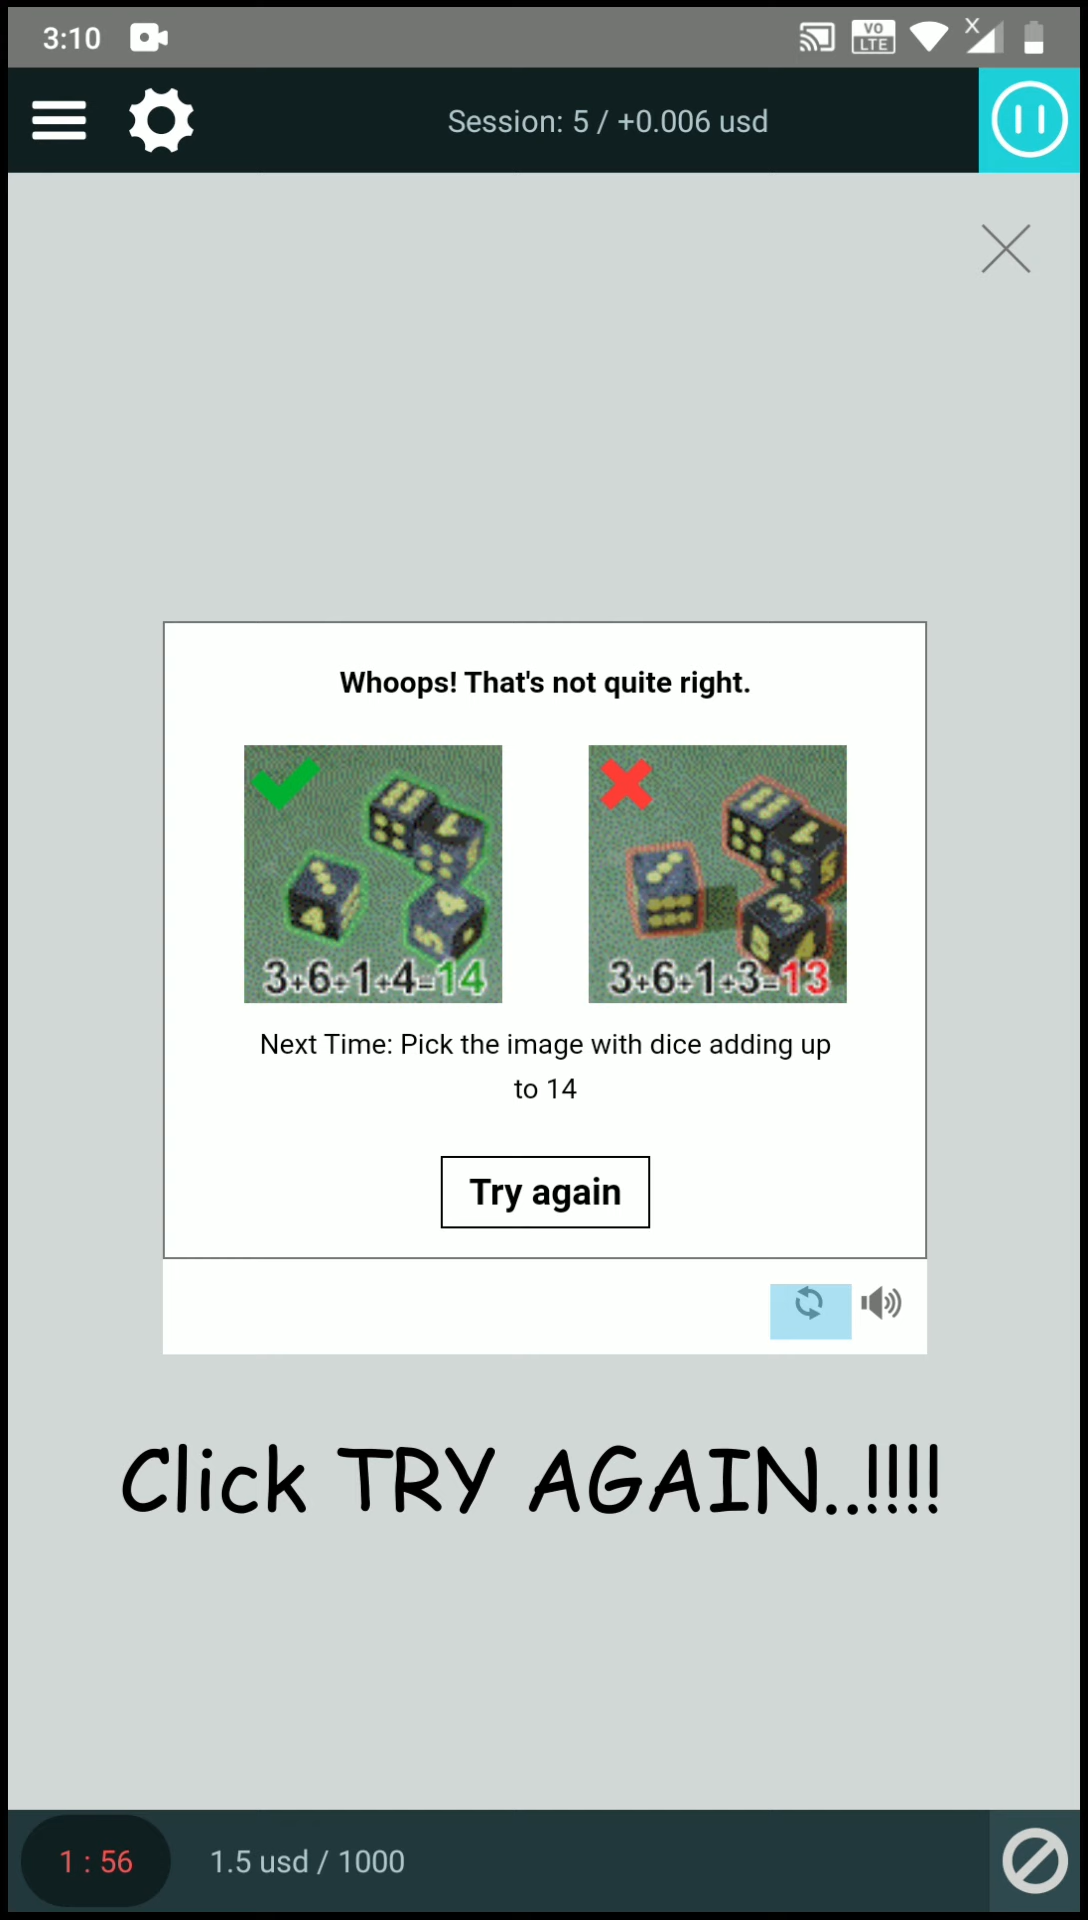 3:10
VO
LTE
X
Session: 5 / +0.006 usd
Whoops! That's not quite right.
3+6+1+4=14
3+6+1+3=13
Next Time: Pick the image with dice adding up
to 14
Try again
Click TRY AGAIN..!!!!
1 : 56
1.5 usd / 1000